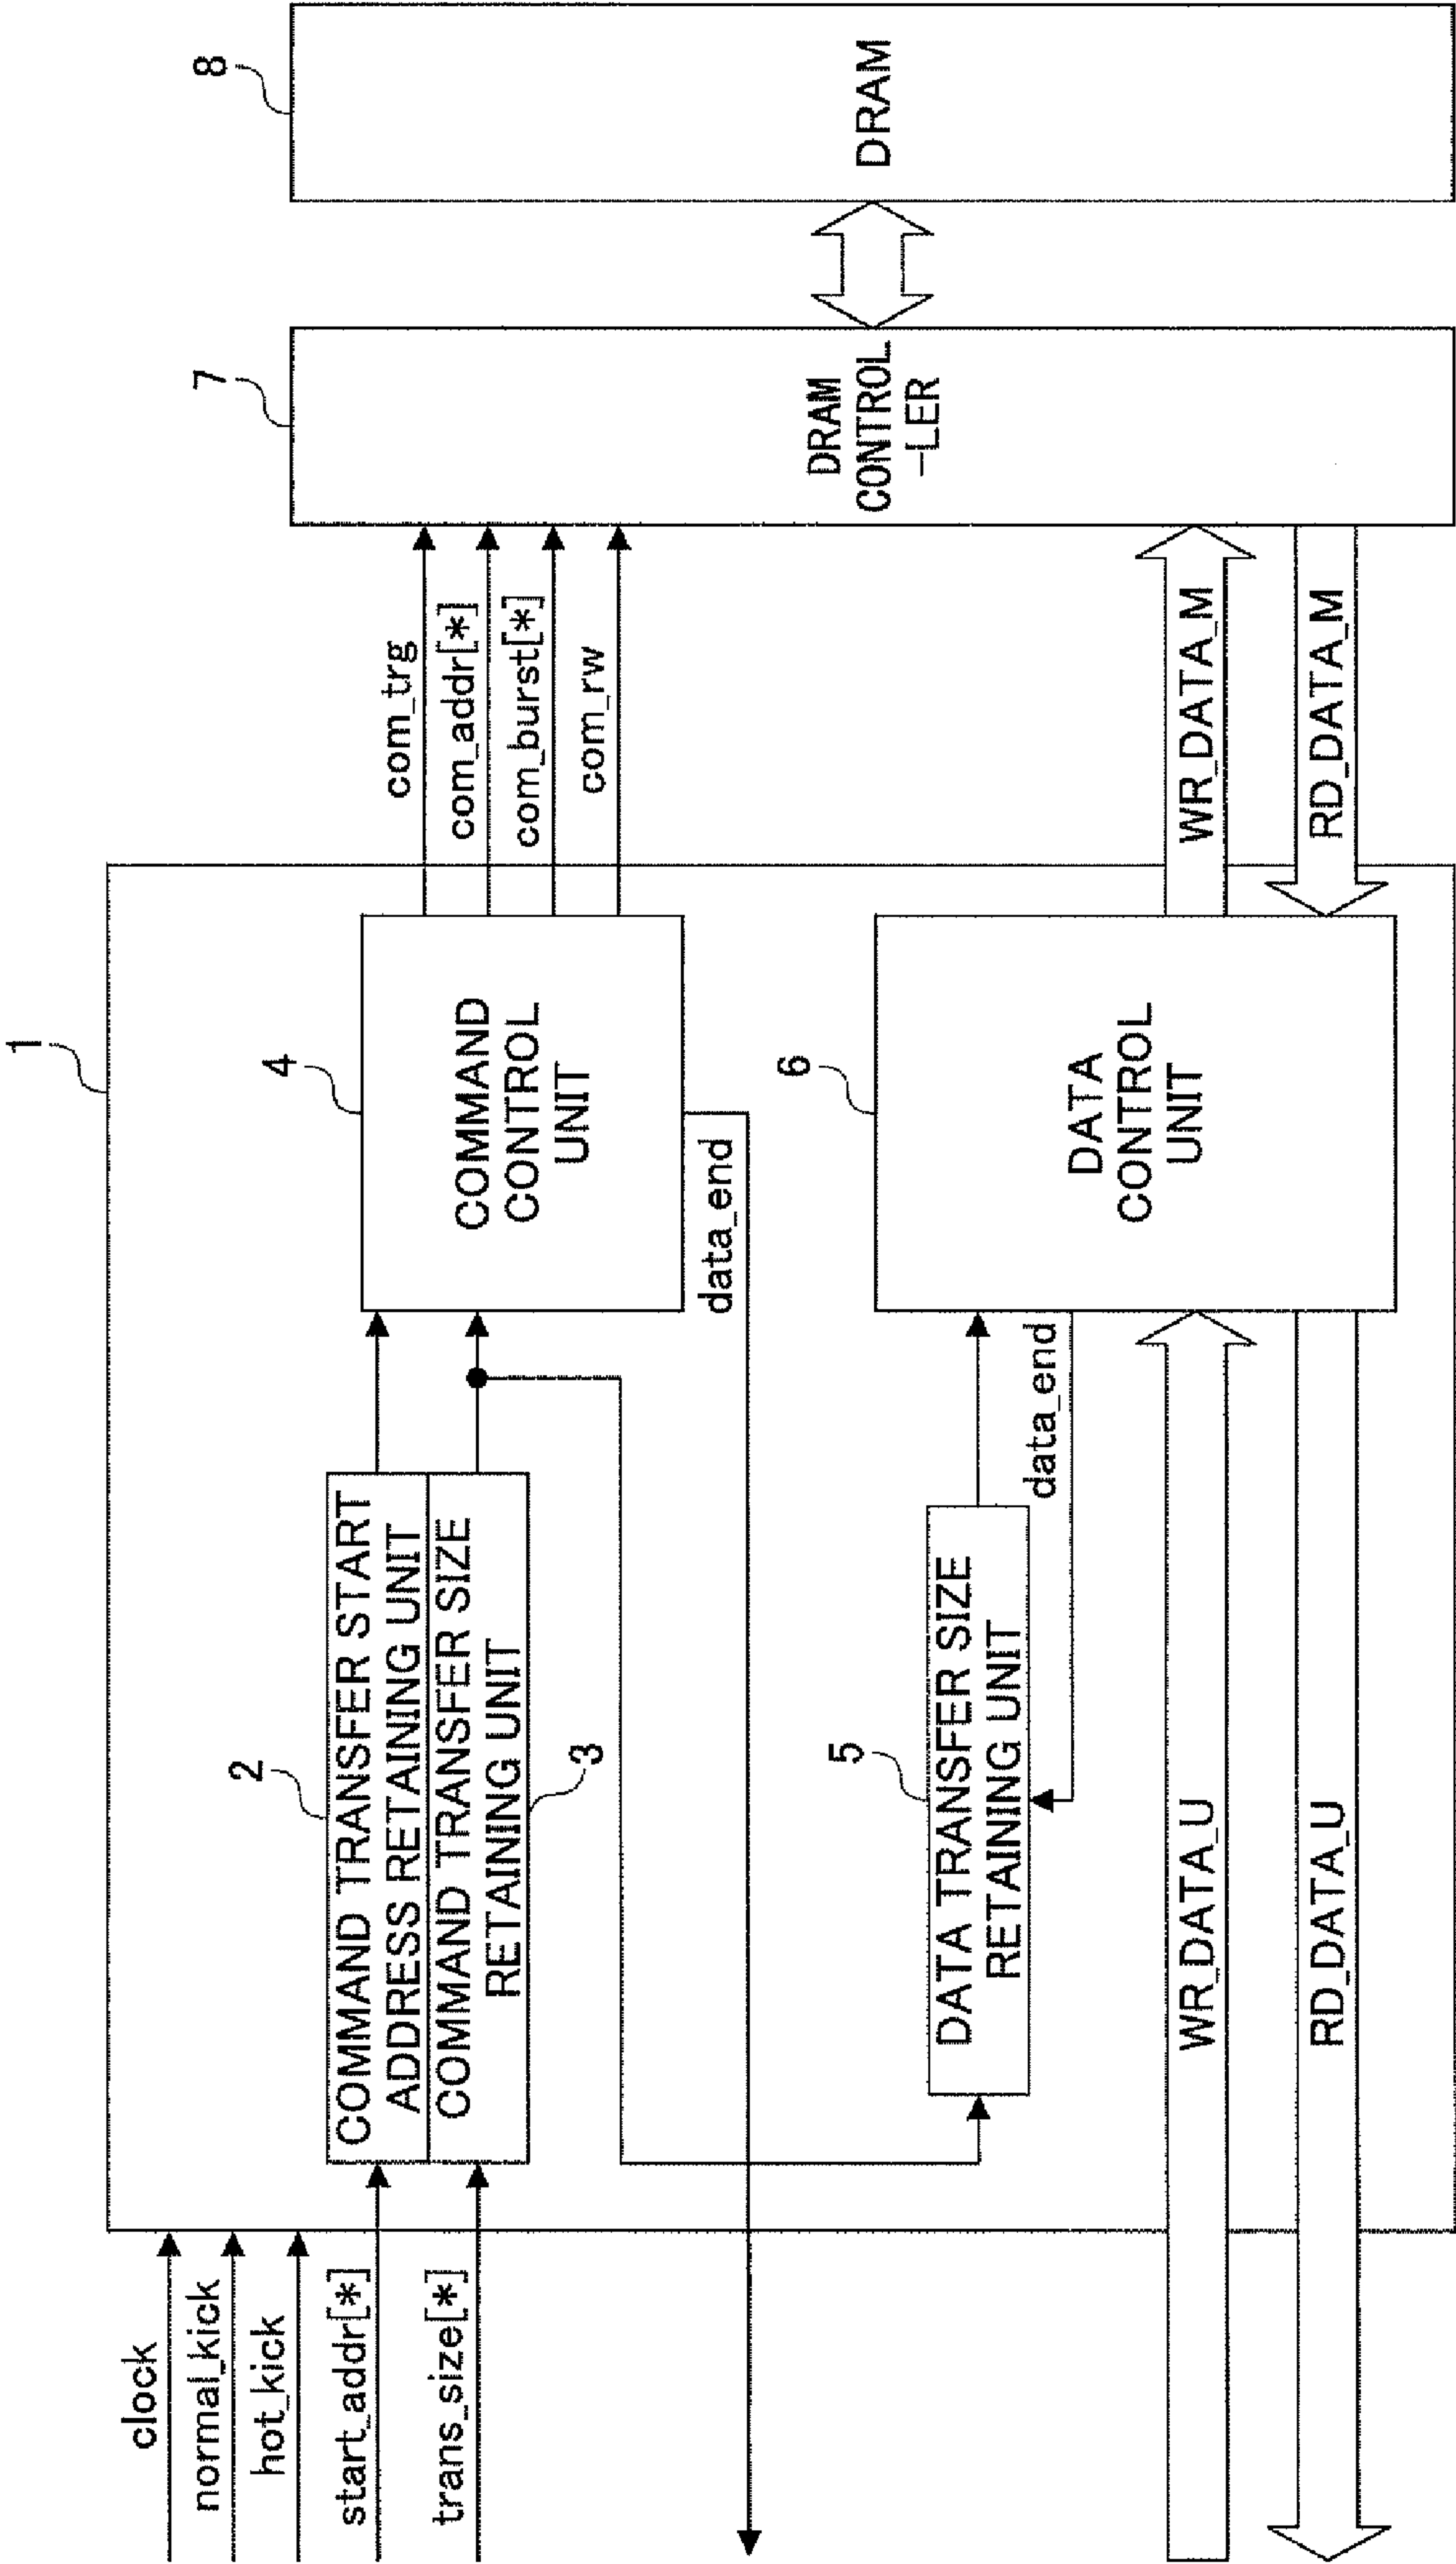 1
7
8
clock
normal_kick
hot_kick
start_addr[*]
trans_size[*]
2
COMMAND TRANSFER START
ADDRESS RETAINING UNIT
COMMAND TRANSFER SIZE
RETAINING UNIT
3
4
COMMAND
CONTROL
UNIT
com_trg
com_addr[*]
com_burst[*]
com_rw
data_end
DRAM
CONTROL
-LER
DRAM
5
DATA TRANSFER SIZE
RETAINING UNIT
data_end
6
DATA
CONTROL
UNIT
WR_DATA_U
WR_DATA_M
RD_DATA_U
RD_DATA_M